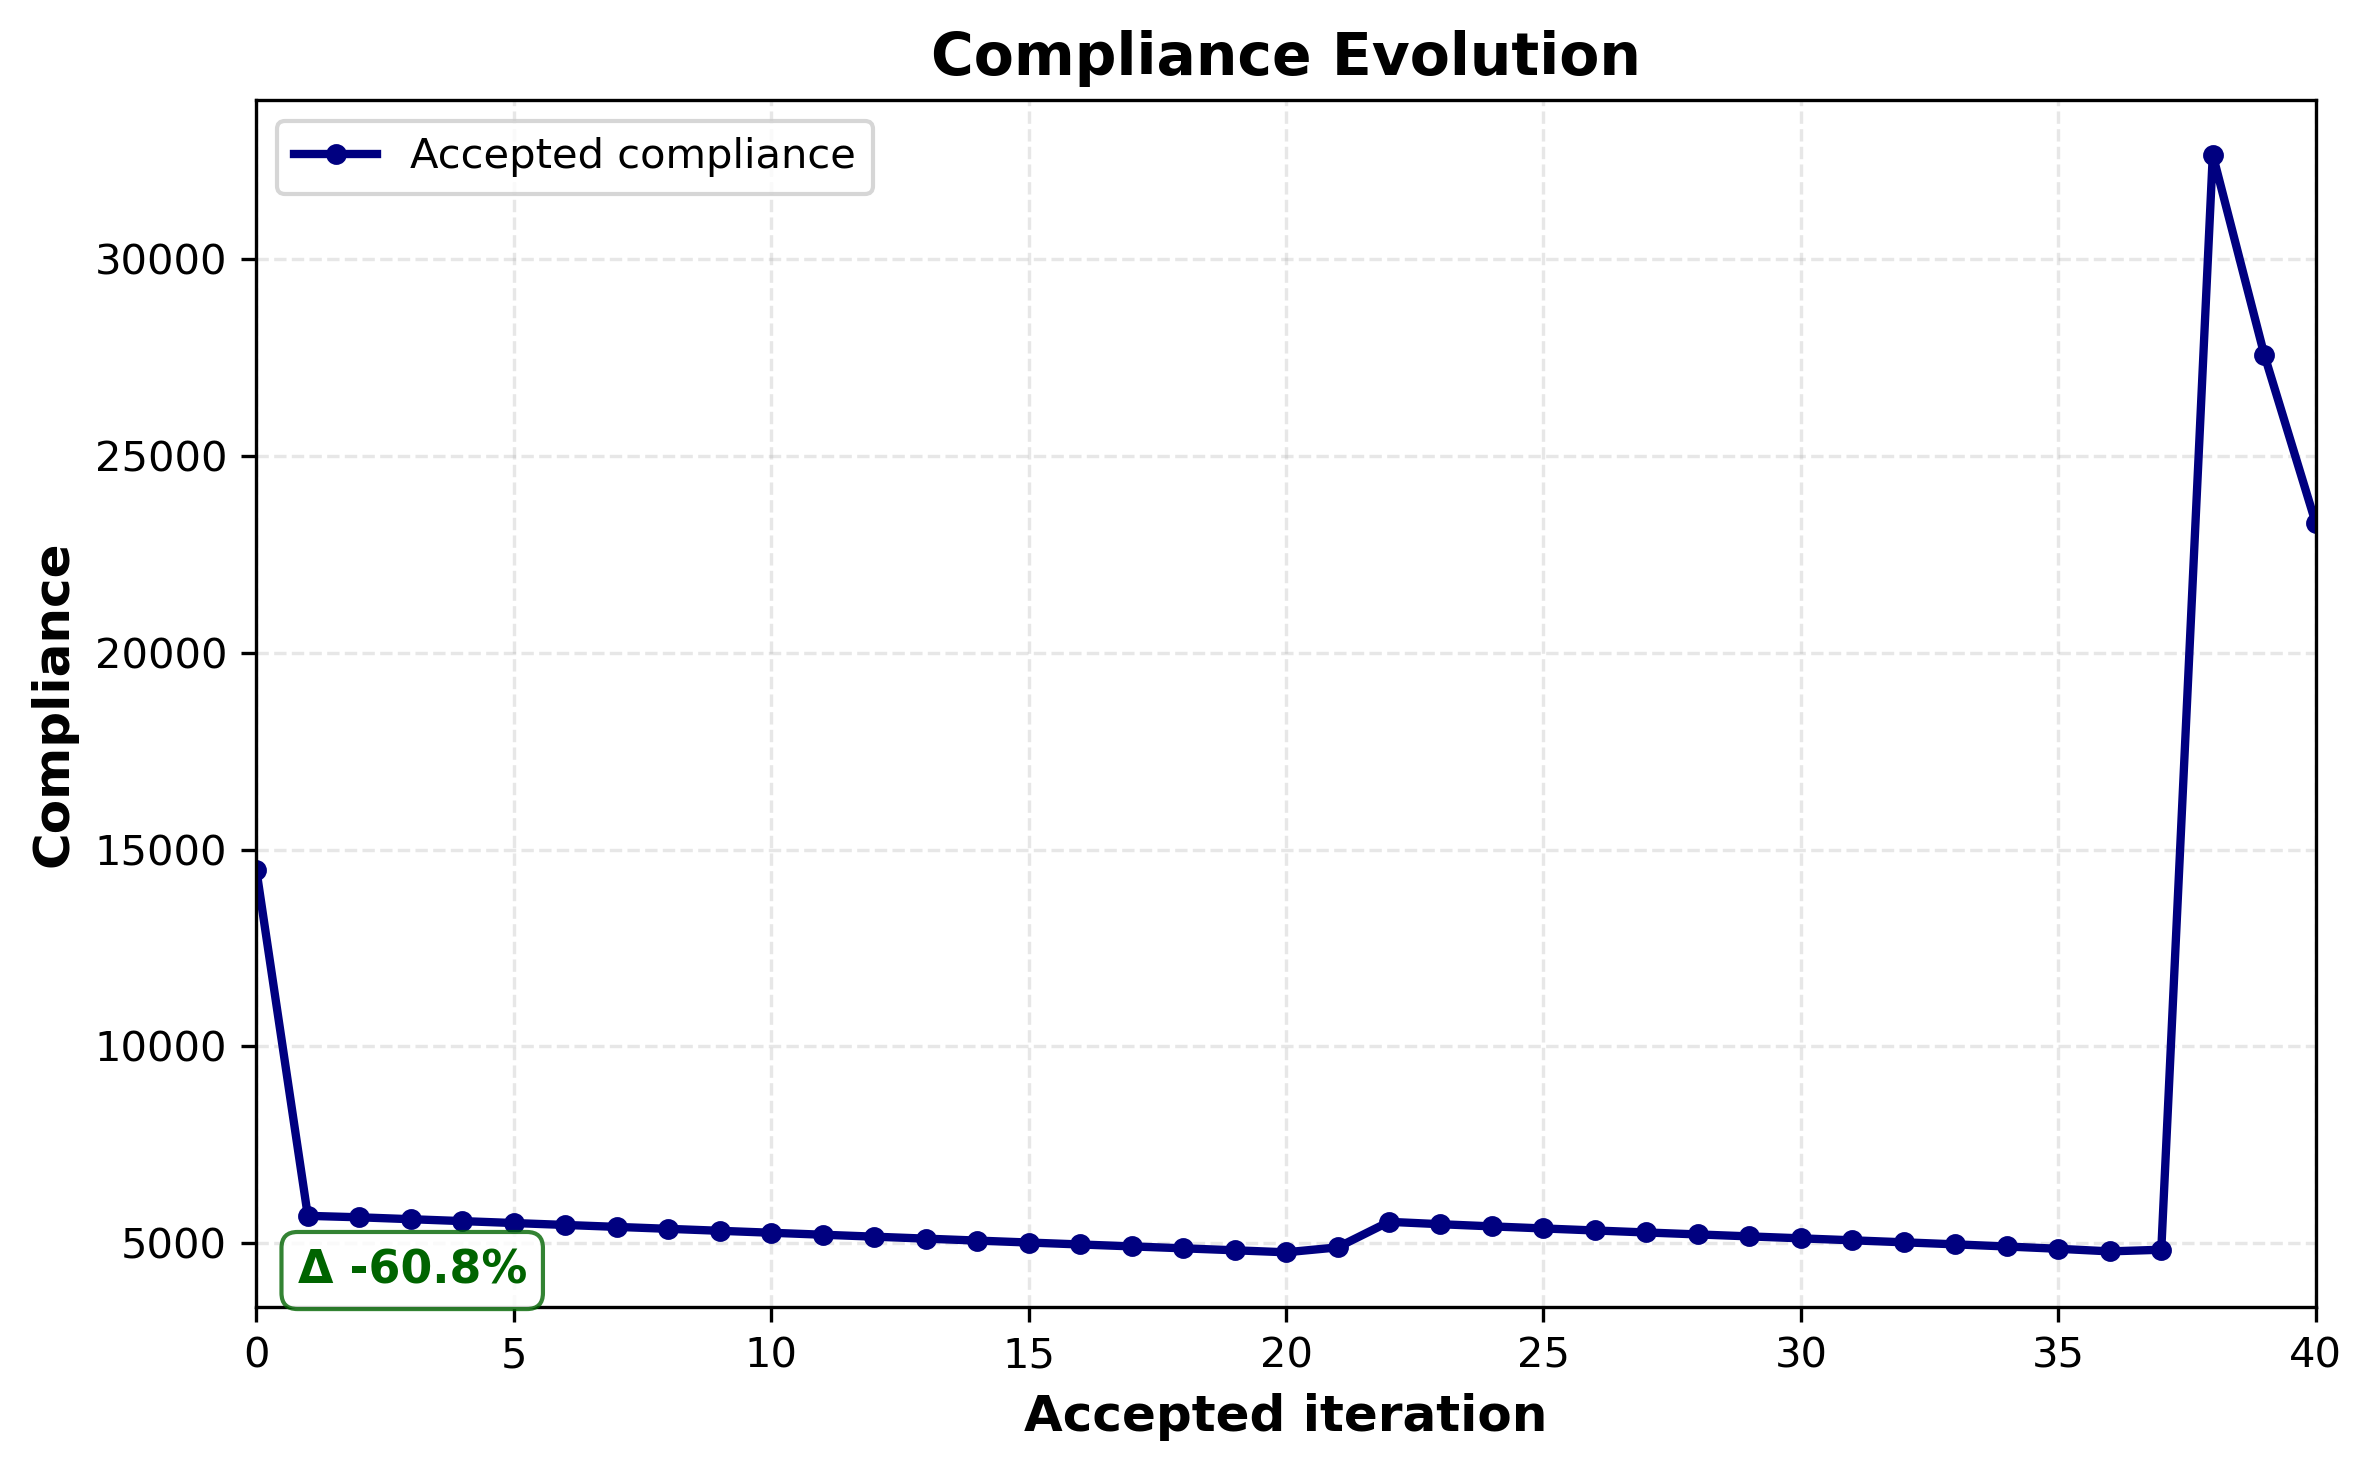 Compliance Evolution
Accepted compliance
30000
25000
20000
15000
10000
5000
Compliance
Δ -60.8%
0 5 10 15 20 25 30 35 40
Accepted iteration